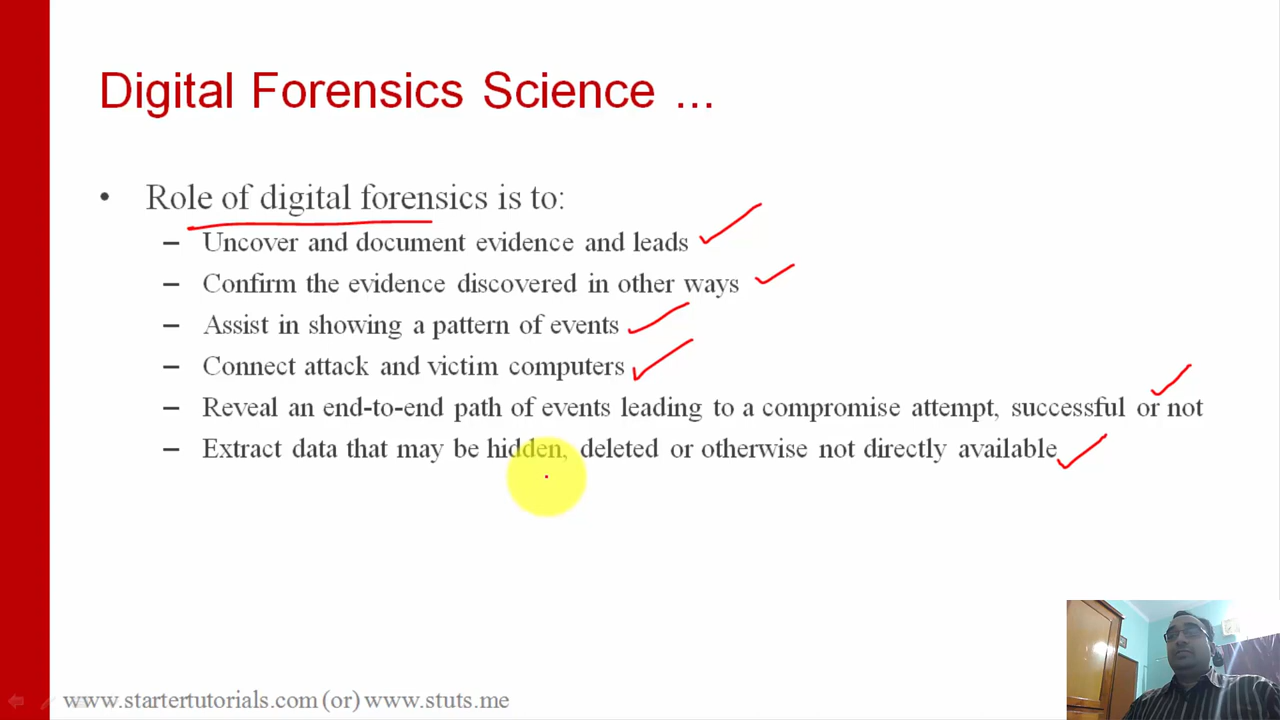 Digital Forensics Science ...
• Role of digital forensics is to:
– Uncover and document evidence and leads
– Confirm the evidence discovered in other ways
– Assist in showing a pattern of events
– Connect attack and victim computers
– Reveal an end-to-end path of events leading to a compromise attempt, successful or not
– Extract data that may be hidden, deleted or otherwise not directly available
www.startertutorials.com (or) www.stuts.me